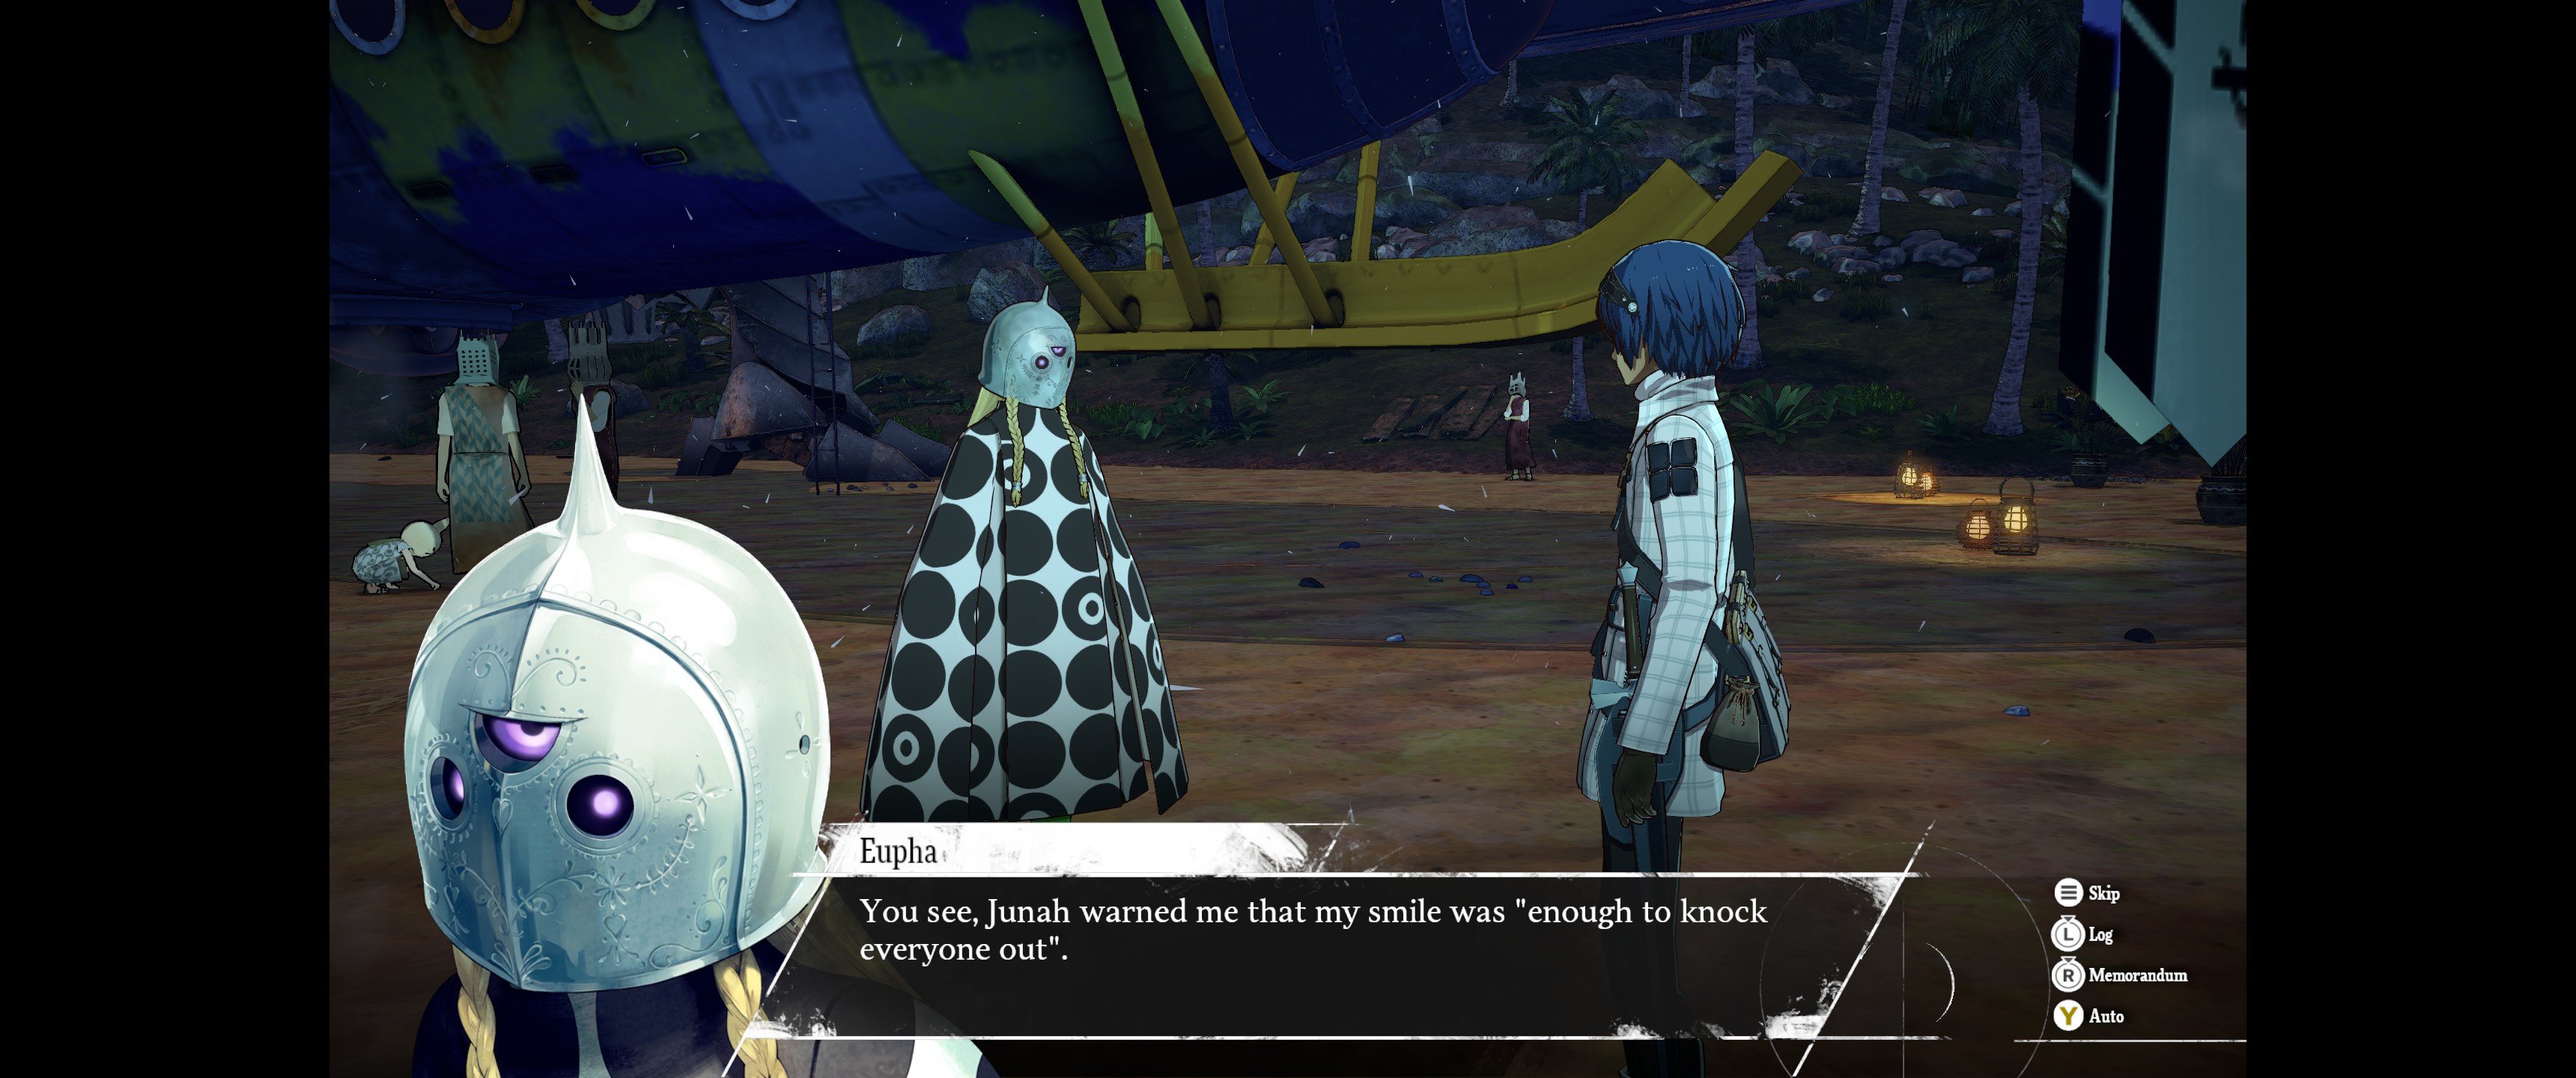 Eupha
You see, Junah warned me that my smile was "enough to knock
everyone out".
Skip
L Log
R Memorandum
Y Auto